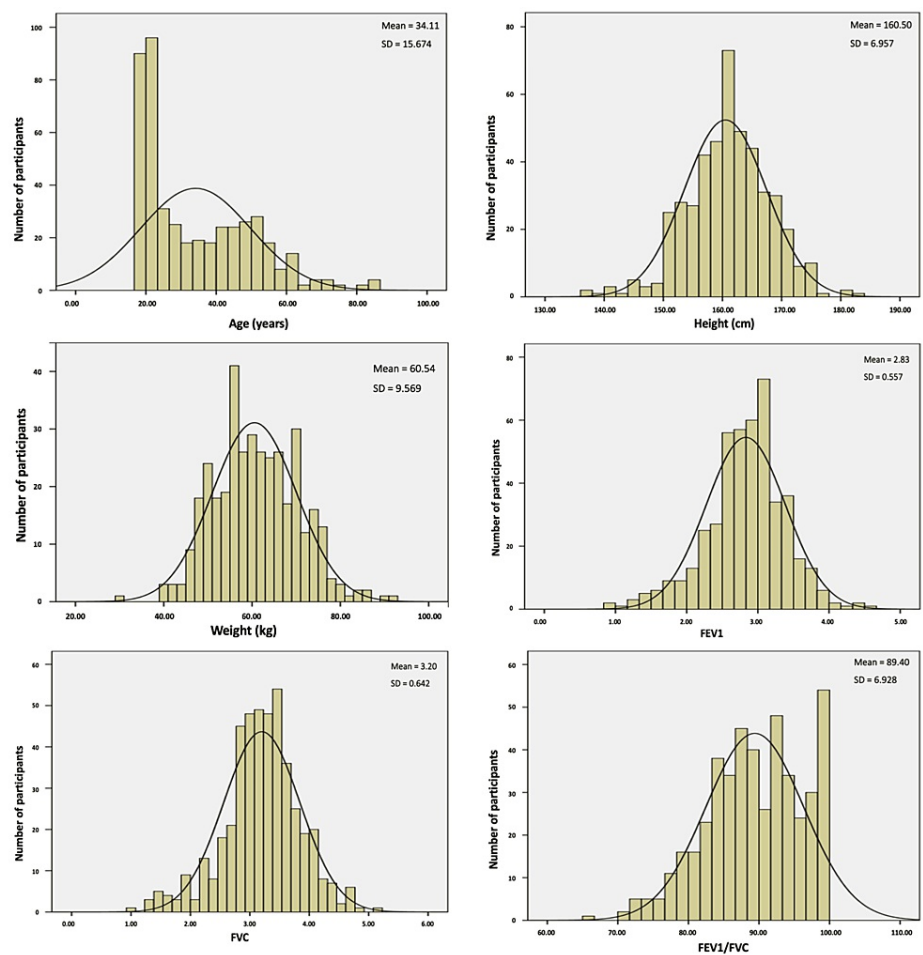 Mean = 34.11
SD = 15.674
Number of participants
100
80
60
40
20
0
0.00 20.00 40.00 60.00 80.00 100.00
Age (years)
Mean = 160.50
SD = 6.957
Number of participants
80
60
40
20
0
130.00 140.00 150.00 160.00 170.00 180.00 190.00
Height (cm)
Mean = 60.54
SD = 9.569
Number of participants
40
30
20
10
0
20.00 40.00 60.00 80.00 100.00
Weight (kg)
Mean = 2.83
SD = 0.557
Number of participants
80
60
40
20
0
0.00 1.00 2.00 3.00 4.00 5.00
FEV1
Mean = 3.20
SD = 0.642
Number of participants
60
50
40
30
20
10
0
0.00 1.00 2.00 3.00 4.00 5.00 6.00
FVC
Mean = 89.40
SD = 6.928
Number of participants
60
50
40
30
20
10
0
60.00 70.00 80.00 90.00 100.00 110.00
FEV1/FVC